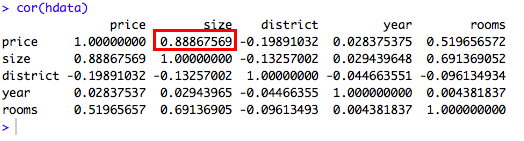 > cor(hdata)
price size district year rooms
price 1.00000000 0.88867569 -0.19891032 0.028375375 0.519656572
size 0.88867569 1.00000000 -0.13257002 0.029439648 0.691369052
district -0.19891032 -0.13257002 1.00000000 -0.044663551 -0.096134934
year 0.02837537 0.02943965 -0.04466355 1.000000000 0.004381837
rooms 0.51965657 0.69136905 -0.09613493 0.004381837 1.000000000
>